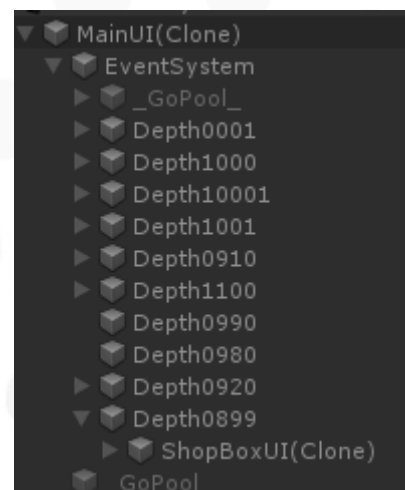 MainUI(Clone)
EventSystem
_GoPool_
Depth0001
Depth1000
Depth10001
Depth1001
Depth0910
Depth1100
Depth0990
Depth0980
Depth0920
Depth0899
ShopBoxUI(Clone)
GoPool